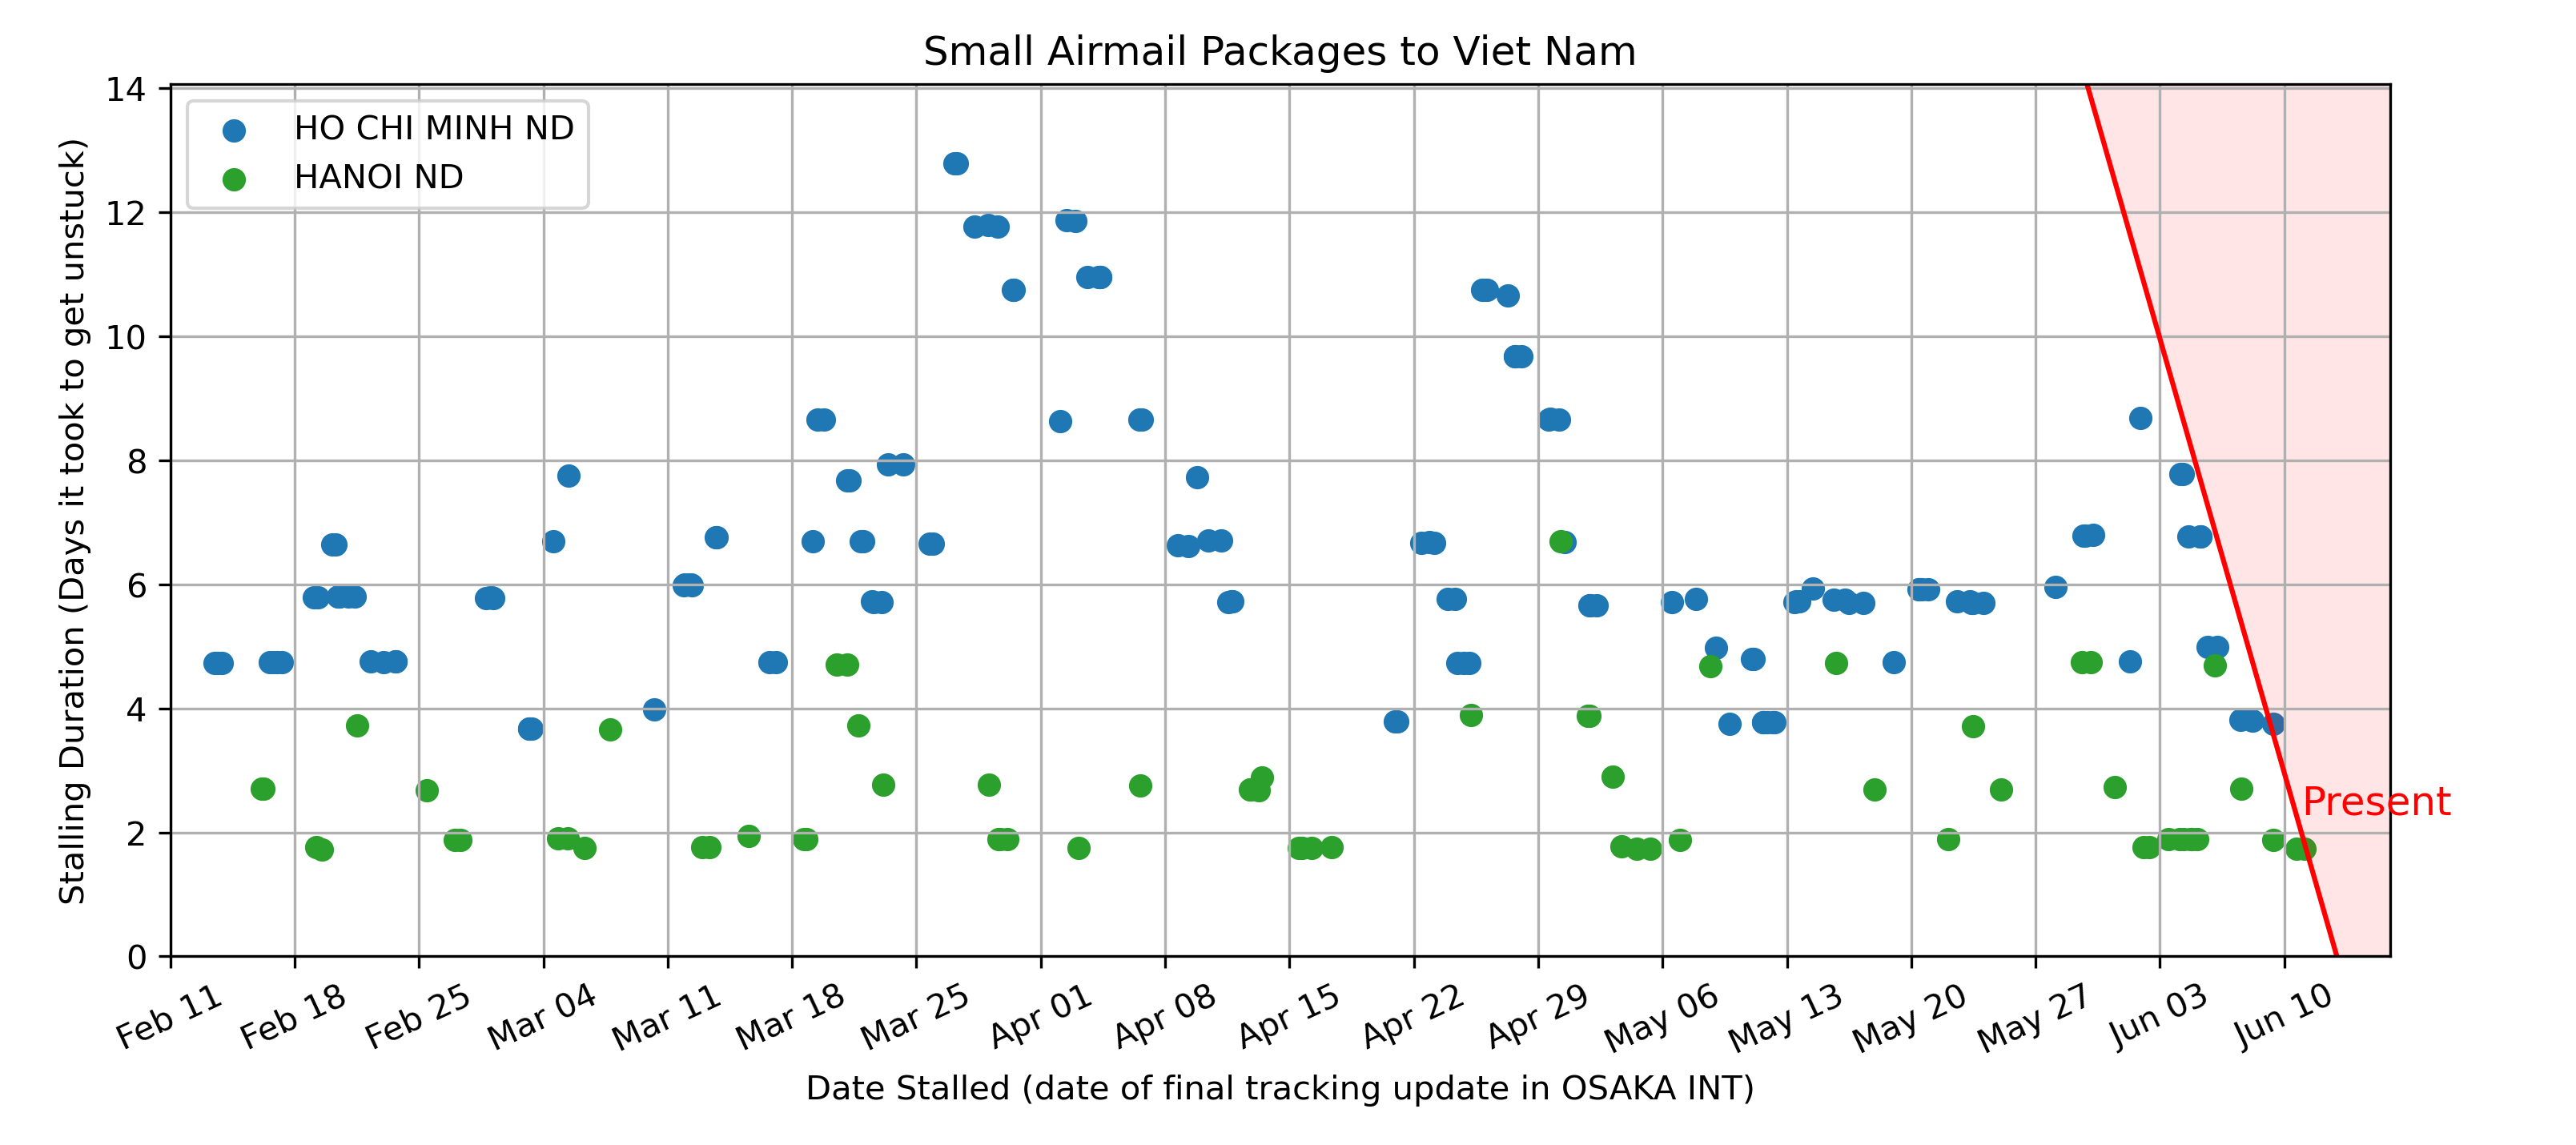 Small Airmail Packages to Viet Nam
HO CHI MINH ND
HANOI ND
Stalling Duration (Days it took to get unstuck)
14
12
10
8
6
4
2
0
Present
Feb 11
Feb 18
Feb 25
Mar 04
Mar 11
Mar 18
Mar 25
Apr 01
Apr 08
Apr 15
Apr 22
Apr 29
May 06
May 13
May 20
May 27
Jun 03
Jun 10
Date Stalled (date of final tracking update in OSAKA INT)